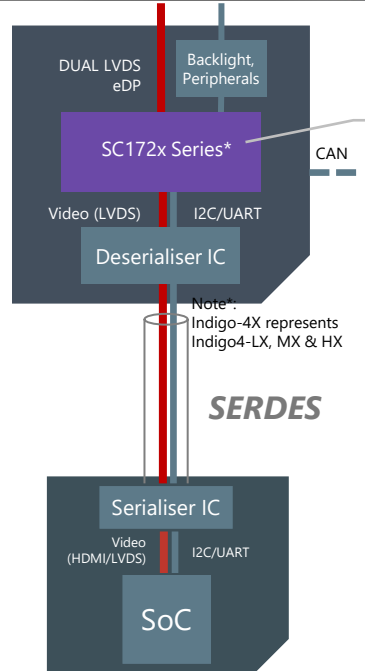 DUAL LVDS
eDP
Backlight,
Peripherals
SC172x Series*
CAN
Video (LVDS)
I2C/UART
Deserialiser IC
Note*:
Indigo-4X represents
Indigo4-LX, MX & HX
SERDES
Serialiser IC
Video
(HDMI/LVDS)
I2C/UART
SoC